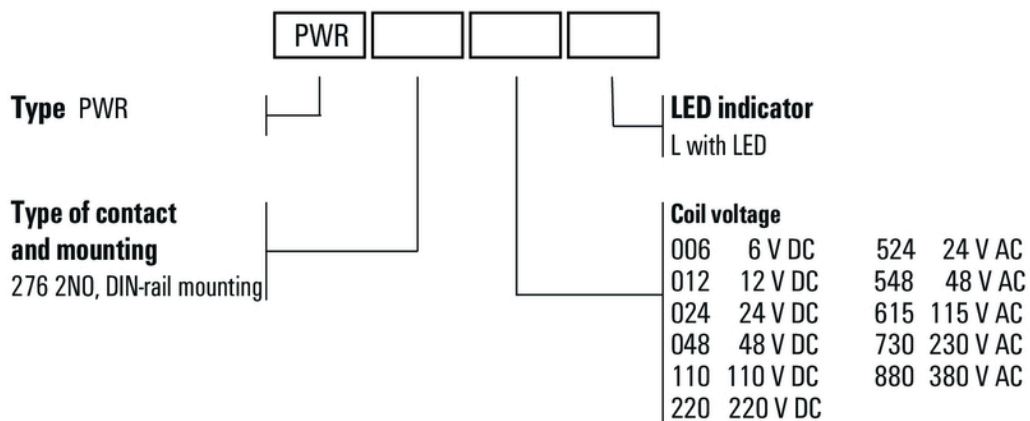 PWR
Type PWR
LED indicator
L with LED
Type of contact
and mounting
276 2NO, DIN-rail mounting
Coil voltage
006 6 V DC 524 24 V AC
012 12 V DC 548 48 V AC
024 24 V DC 615 115 V AC
048 48 V DC 730 230 V AC
110 110 V DC 880 380 V AC
220 220 V DC